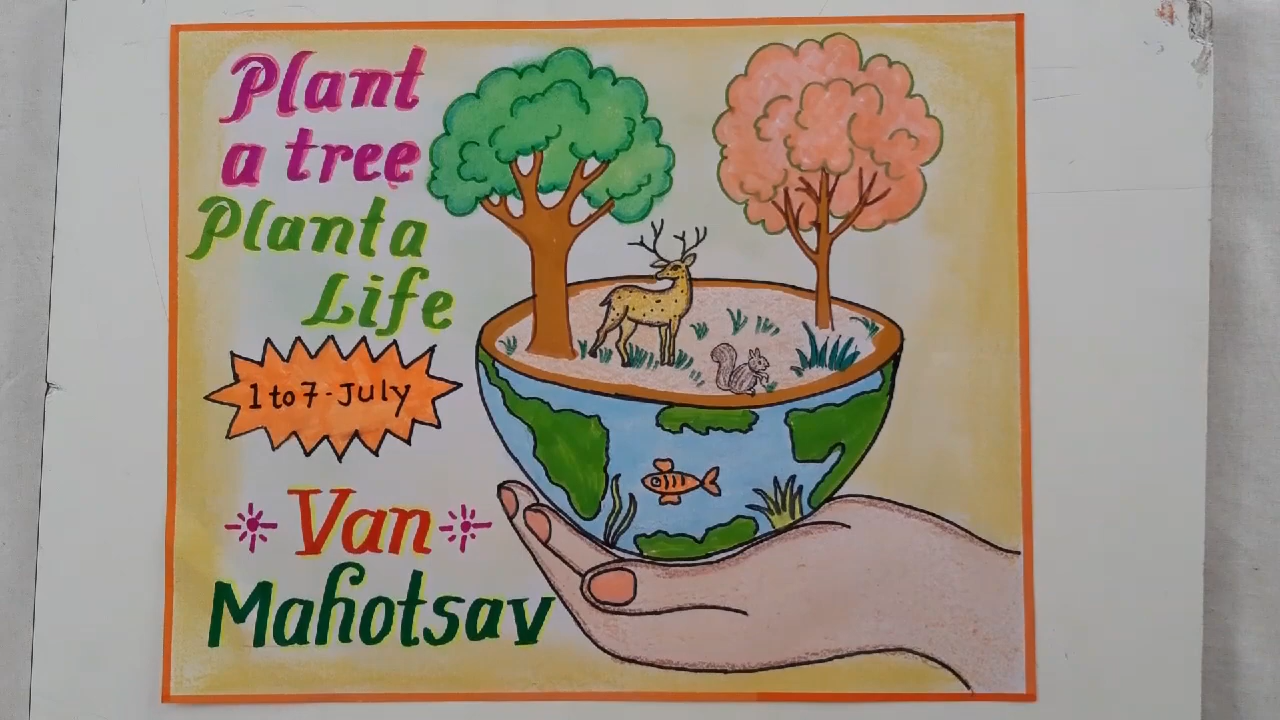 Plant
a tree
Plant a
Life
1 to 7 - July
Van
Mahotsav